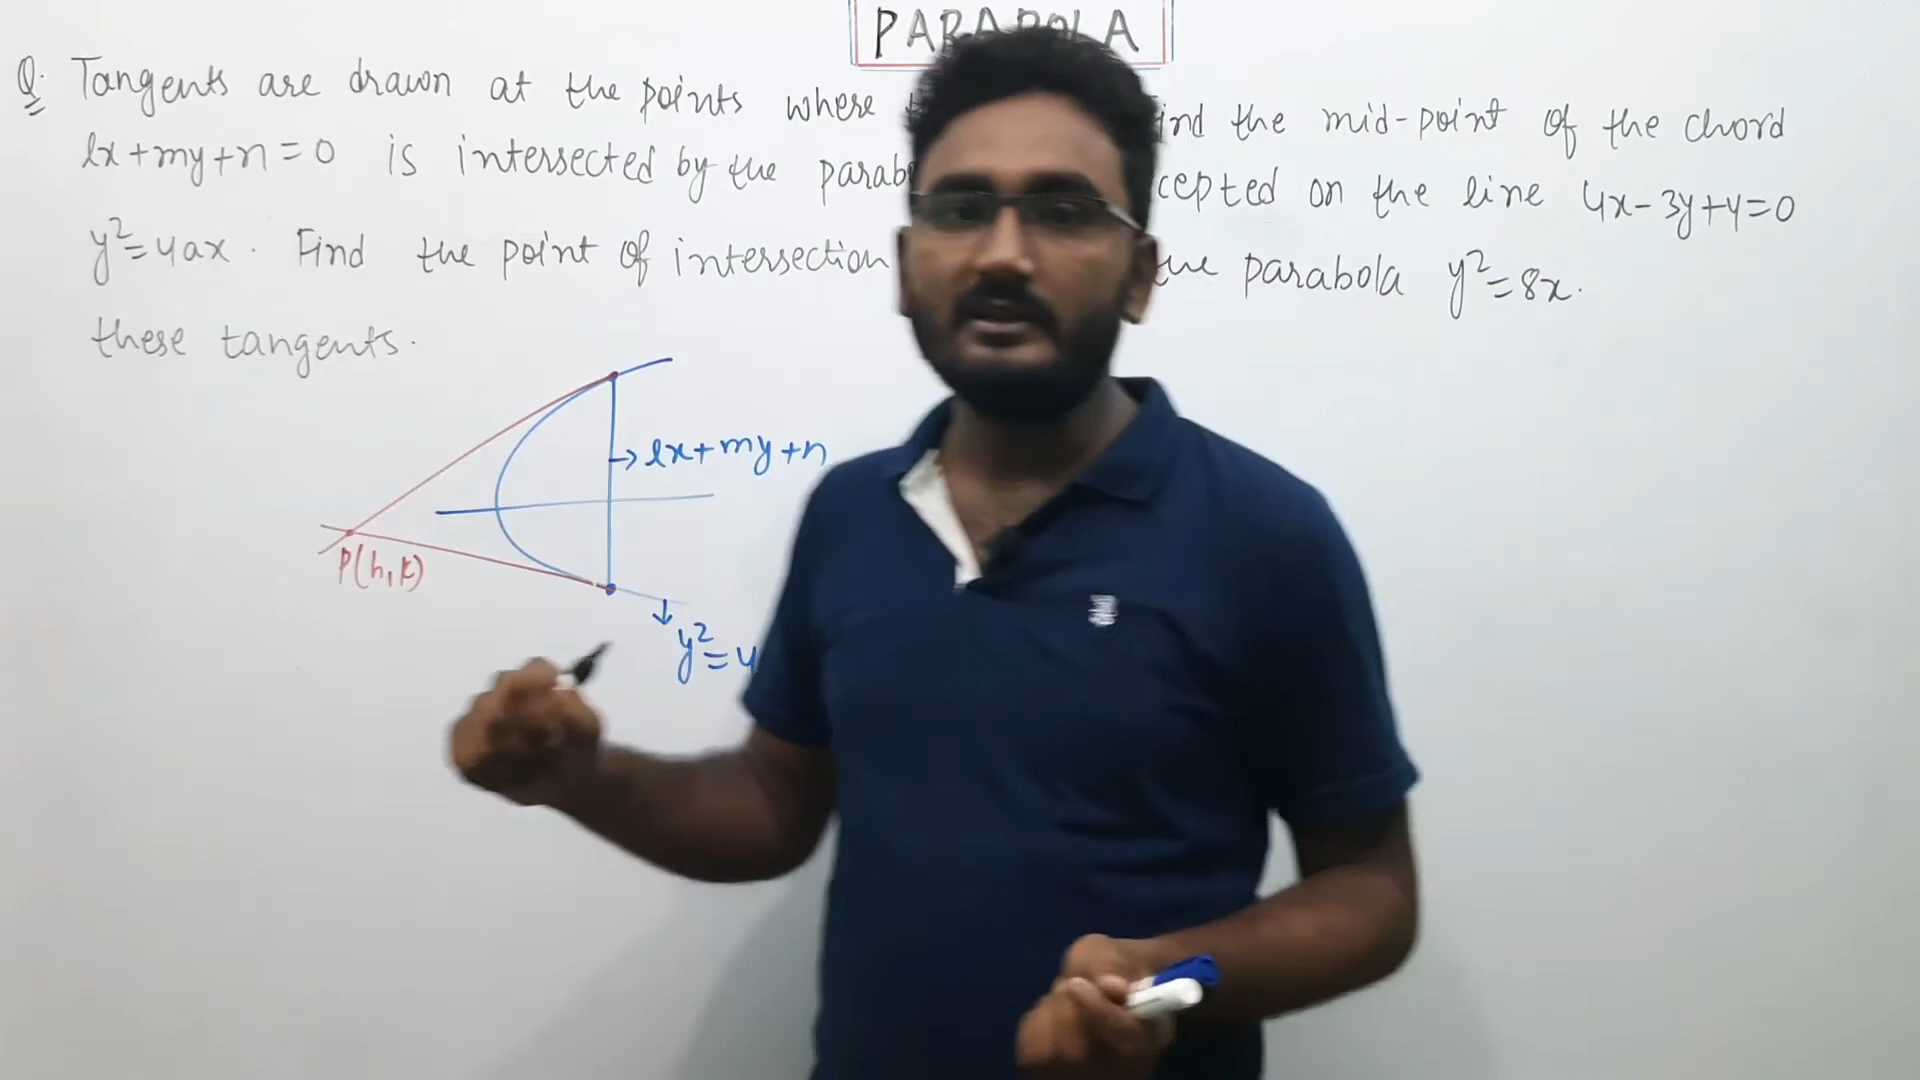 PARABOLA
Q. Tangents are drawn at the points where
lx+my+n=0 is intersected by the parab
y²=4ax. Find the point of intersection
these tangents.
ind the mid-point of the chord
cepted on the line 4x-3y+4=0
the parabola y²=8x.
→ lx+my+n
P(h,k)
↓
y²=4